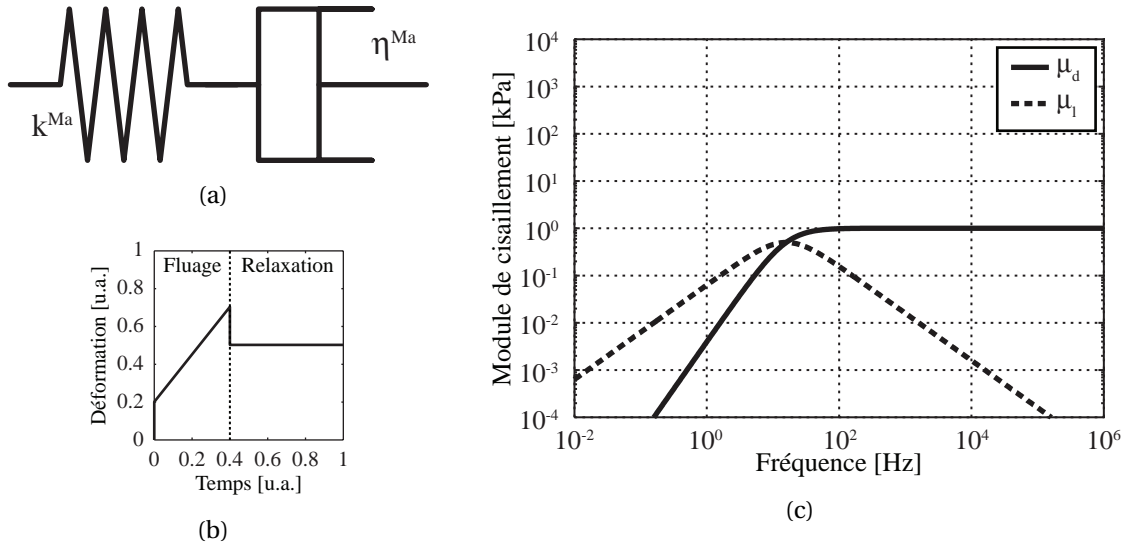 k^Ma
η^Ma
(a)
Déformation [u.a.]
1
0.8
0.6
0.4
0.2
0
Fluage
Relaxation
0 0.2 0.4 0.6 0.8 1
Temps [u.a.]
(b)
Module de cisaillement [kPa]
10^4
10^3
10^2
10^1
10^0
10^-1
10^-2
10^-3
10^-4
μ_d
μ_l
10^-2 10^0 10^2 10^4 10^6
Fréquence [Hz]
(c)